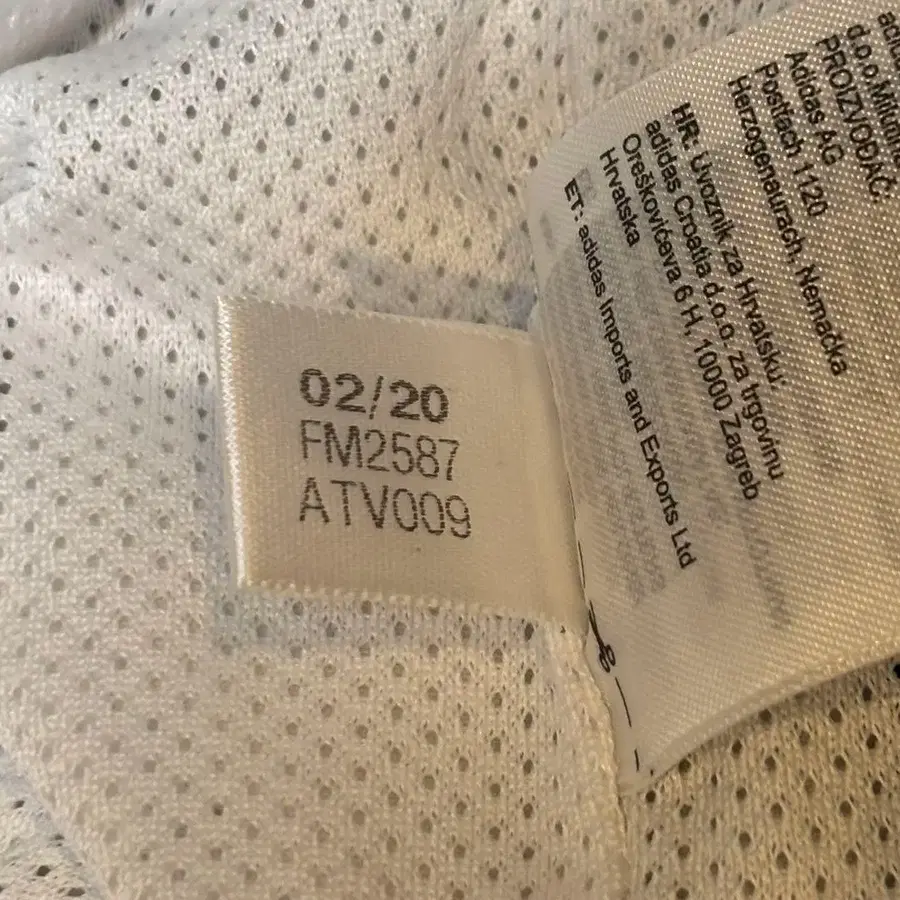 02/20
FM2587
ATV009
d.o.o.
PROIZVOĐAČ:
Adidas AG
Postfach 1120
Herzogenaurach, Nemačka
HR: Uvoznik za Hrvatsku:
adidas Croatia d.o.o. za trgovinu
Oreškovićeva 6 H, 10000 Zagreb
Hrvatska
ET: adidas Imports and Exports Ltd